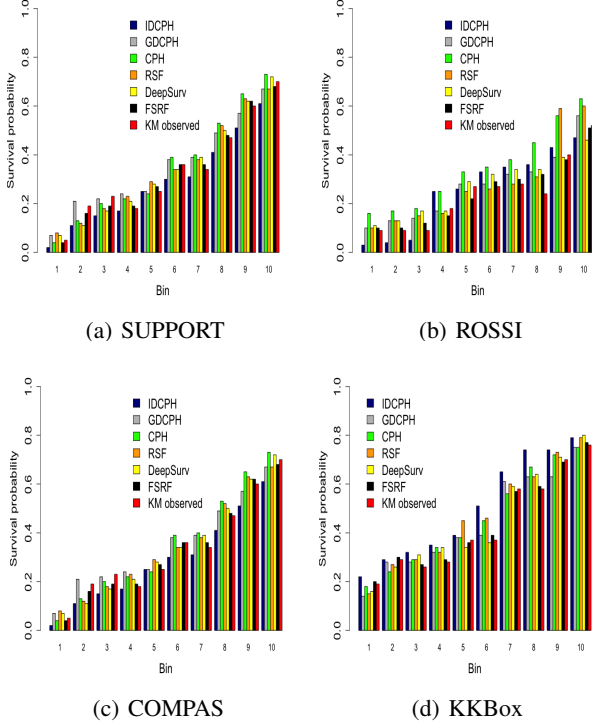 Survival probability
0.0 0.2 0.4 0.6 0.8 1.0
IDCPH
GDCPH
CPH
RSF
DeepSurv
FSRF
KM observed
1 2 3 4 5 6 7 8 9 10
Bin
(a) SUPPORT
Survival probability
0.0 0.2 0.4 0.6 0.8 1.0
IDCPH
GDCPH
CPH
RSF
DeepSurv
FSRF
KM observed
1 2 3 4 5 6 7 8 9 10
Bin
(b) ROSSI
Survival probability
0.0 0.2 0.4 0.6 0.8 1.0
IDCPH
GDCPH
CPH
RSF
DeepSurv
FSRF
KM observed
1 2 3 4 5 6 7 8 9 10
Bin
(c) COMPAS
Survival probability
0.0 0.2 0.4 0.6 0.8 1.0
IDCPH
GDCPH
CPH
RSF
DeepSurv
FSRF
KM observed
1 2 3 4 5 6 7 8 9 10
Bin
(d) KKBox